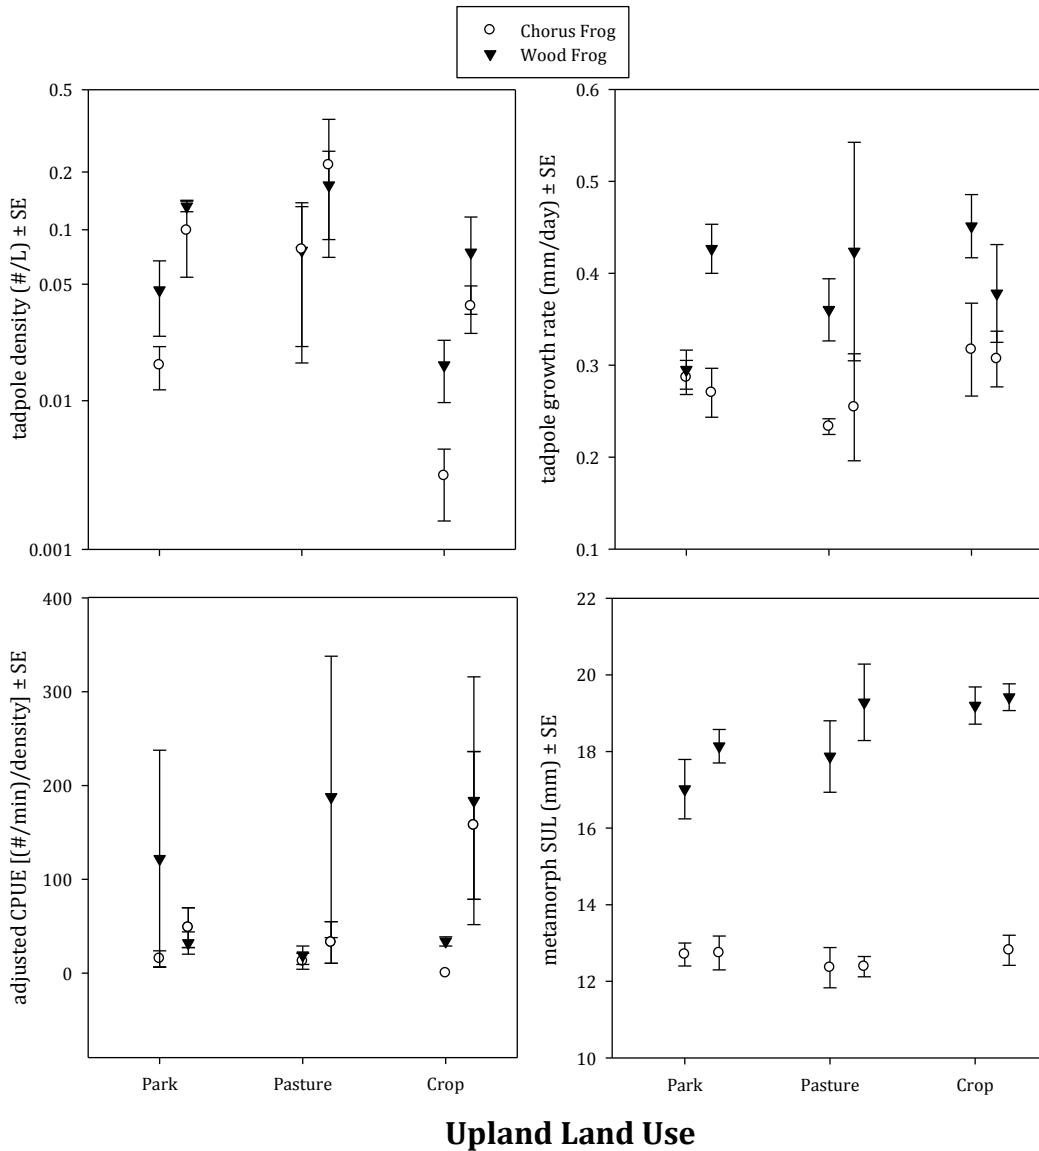 Chorus Frog
Wood Frog
tadpole density (#/L) ± SE
0.5
0.2
0.1
0.05
0.01
0.001
tadpole growth rate (mm/day) ± SE
0.6
0.5
0.4
0.3
0.2
0.1
adjusted CPUE [(#/min)/density] ± SE
400
300
200
100
0
Park
Pasture
Crop
metamorph SUL (mm) ± SE
22
20
18
16
14
12
10
Park
Pasture
Crop
Upland Land Use